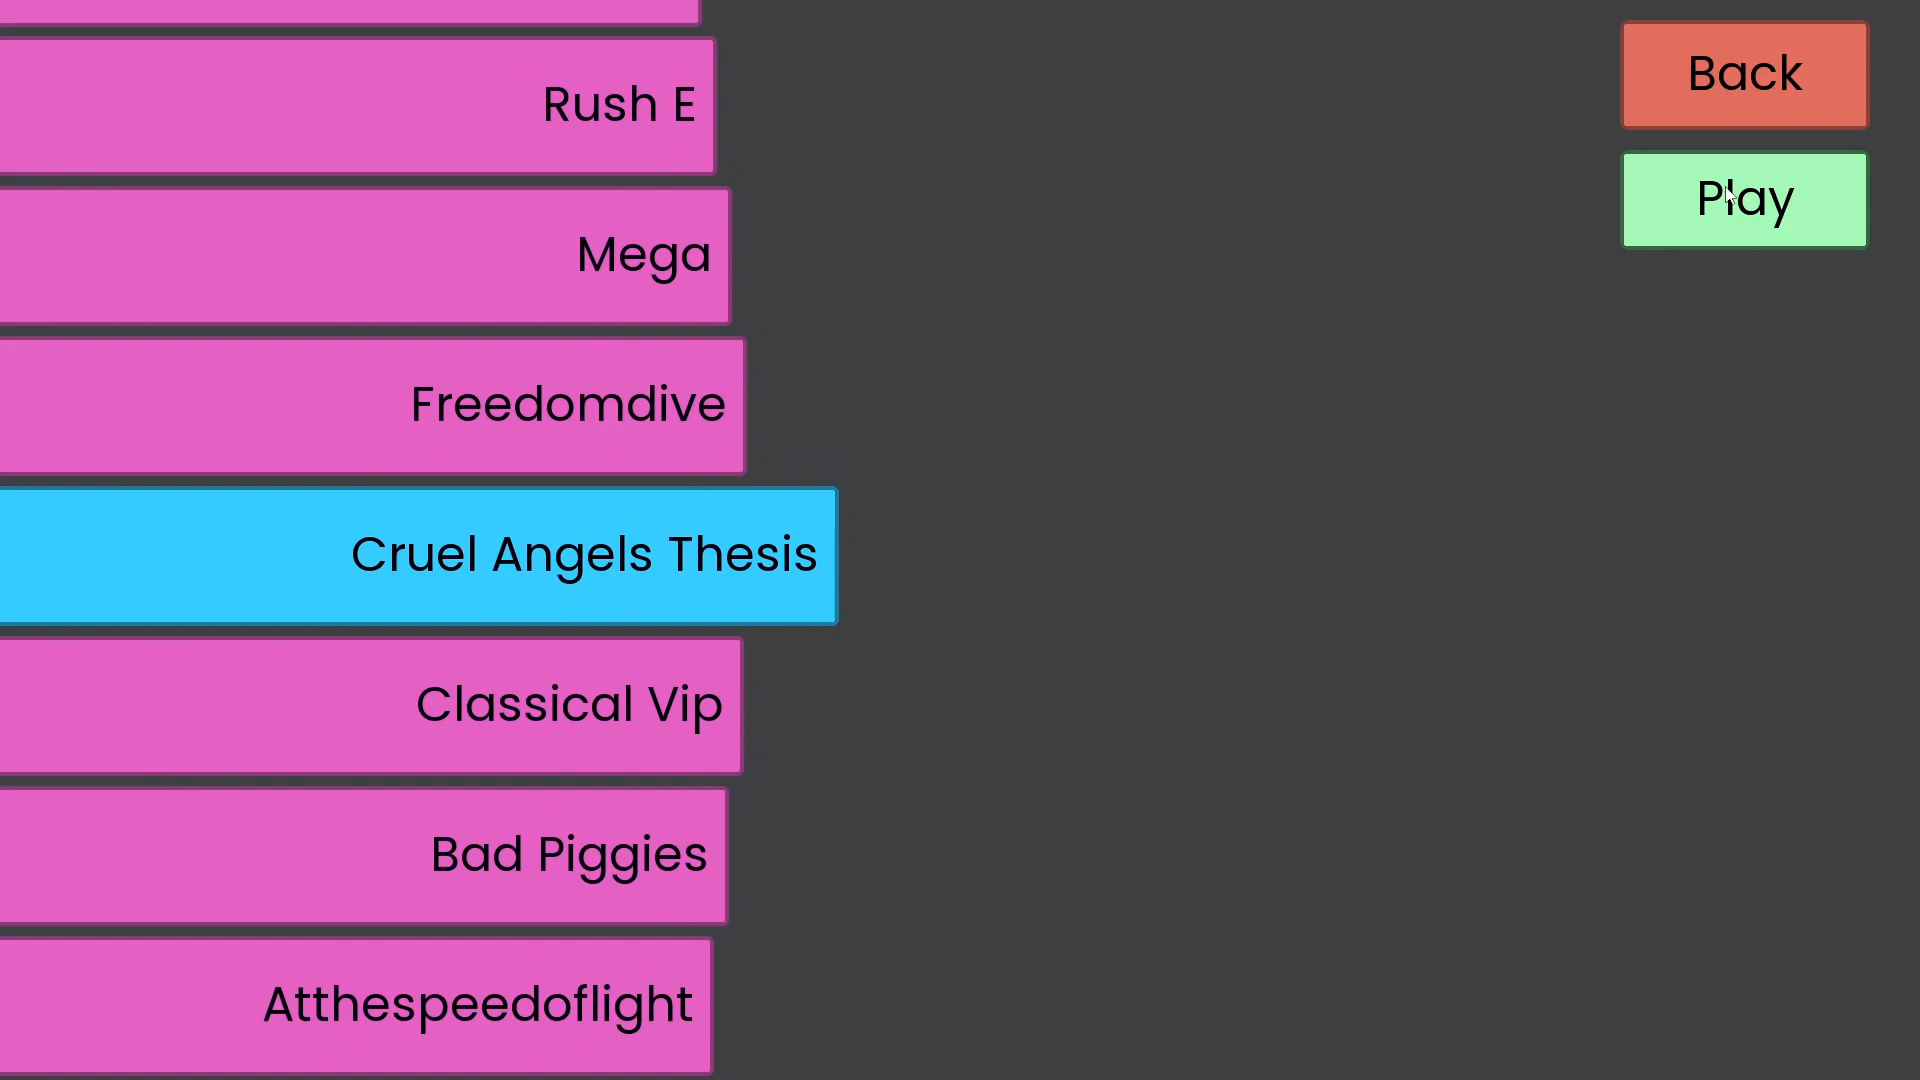 Rush E
Mega
Freedomdive
Cruel Angels Thesis
Classical Vip
Bad Piggies
Atthespeedoflight
Back
Play